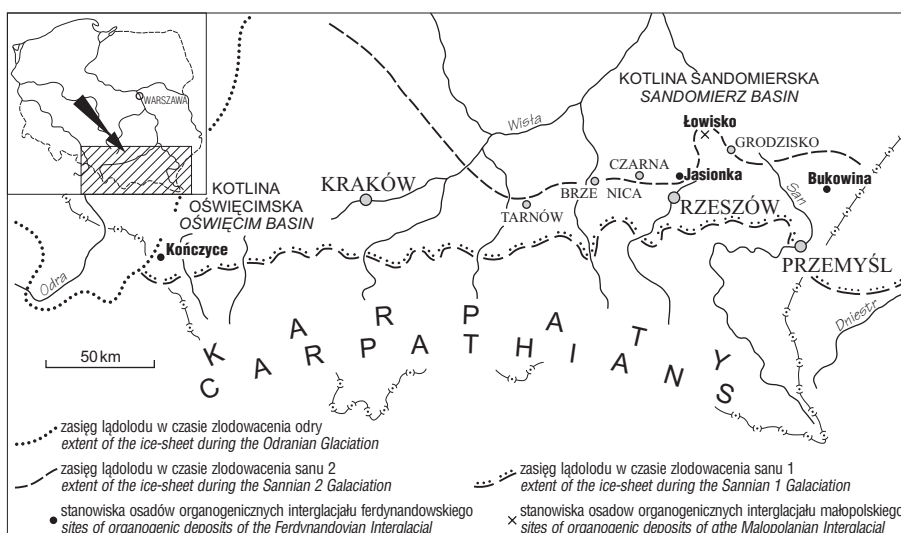 WARSZAWA
KOTLINA SANDOMIERSKA
SANDOMIERZ BASIN
Wisła
Łowisko
GRODZISKO
CZARNA
Jasionka
BRZE NICA
Bukowina
San
KOTLINA
OŚWIĘCIMSKA
OŚWIĘCIM BASIN
KRAKÓW
TARNÓW
RZESZÓW
Kończyce
PRZEMYŚL
Odra
Dniestr
KARPATY
CARPATHIANS
50 km
zasięg lądolodu w czasie zlodowacenia odry
extent of the ice-sheet during the Odranian Glaciation
zasięg lądolodu w czasie zlodowacenia sanu 2
extent of the ice-sheet during the Sannian 2 Galaciation
zasięg lądolodu w czasie zlodowacenia sanu 1
extent of the ice-sheet during the Sannian 1 Galaciation
stanowiska osadów organogenicznych interglacjału ferdynandowskiego
sites of organogenic deposits of the Ferdynandovian Interglacial
stanowiska osadow organogenicznych interglacjału małopolskiego
sites of organogenic deposits of gthe Malopolanian Interglacial